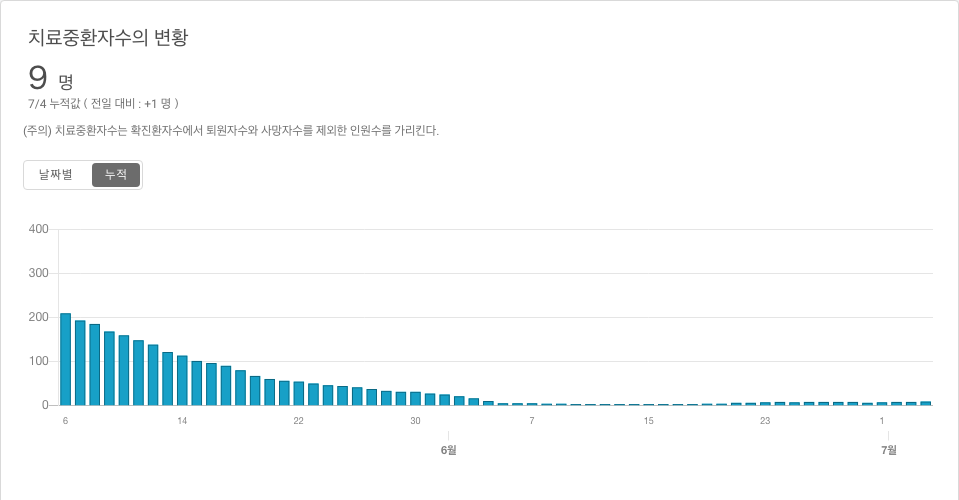 치료중환자수의 변황
9 명
7/4 누적값 ( 전일 대비 : +1 명 )
(주의) 치료중환자수는 확진환자수에서 퇴원자수와 사망자수를 제외한 인원수를 가리킨다.
날짜별 누적
400
300
200
100
0
6 14 22 30 7 15 23 1
6월 7월